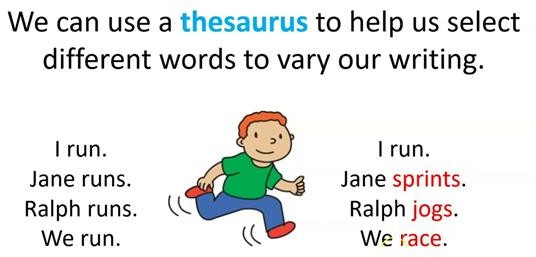 We can use a thesaurus to help us select
different words to vary our writing.
I run.
Jane runs.
Ralph runs.
We run.
I run.
Jane sprints.
Ralph jogs.
We race.